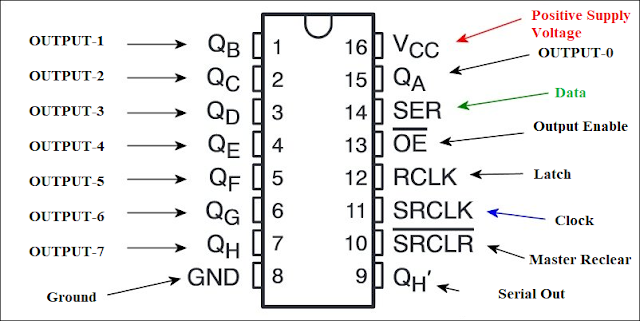 Positive Supply
Voltage
OUTPUT-1 QB 1 16 VCC
OUTPUT-0
OUTPUT-2 QC 2 15 QA
OUTPUT-3 QD 3 14 SER Data
OUTPUT-4 QE 4 13 O̅E̅ Output Enable
OUTPUT-5 QF 5 12 RCLK Latch
OUTPUT-6 QG 6 11 SRCLK Clock
OUTPUT-7 QH 7 10 S̅R̅C̅L̅R̅ Master Reclear
Ground GND 8 9 QH′ Serial Out